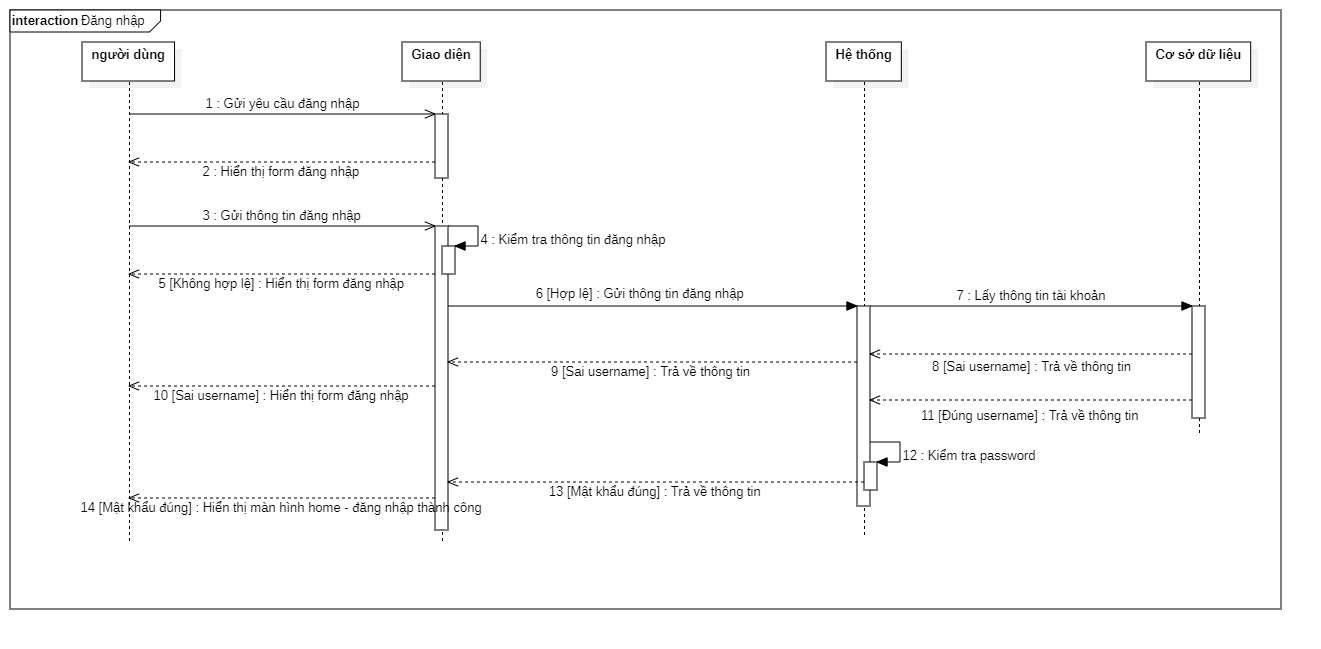 interaction Đăng nhập
người dùng
Giao diện
Hệ thống
Cơ sở dữ liệu
1 : Gửi yêu cầu đăng nhập
2 : Hiển thị form đăng nhập
3 : Gửi thông tin đăng nhập
4 : Kiểm tra thông tin đăng nhập
5 [Không hợp lệ] : Hiển thị form đăng nhập
6 [Hợp lệ] : Gửi thông tin đăng nhập
7 : Lấy thông tin tài khoản
8 [Sai username] : Trả về thông tin
9 [Sai username] : Trả về thông tin
10 [Sai username] : Hiển thị form đăng nhập
11 [Đúng username] : Trả về thông tin
12 : Kiểm tra password
13 [Mật khẩu đúng] : Trả về thông tin
14 [Mật khẩu đúng] : Hiển thị màn hình home - đăng nhập thành công